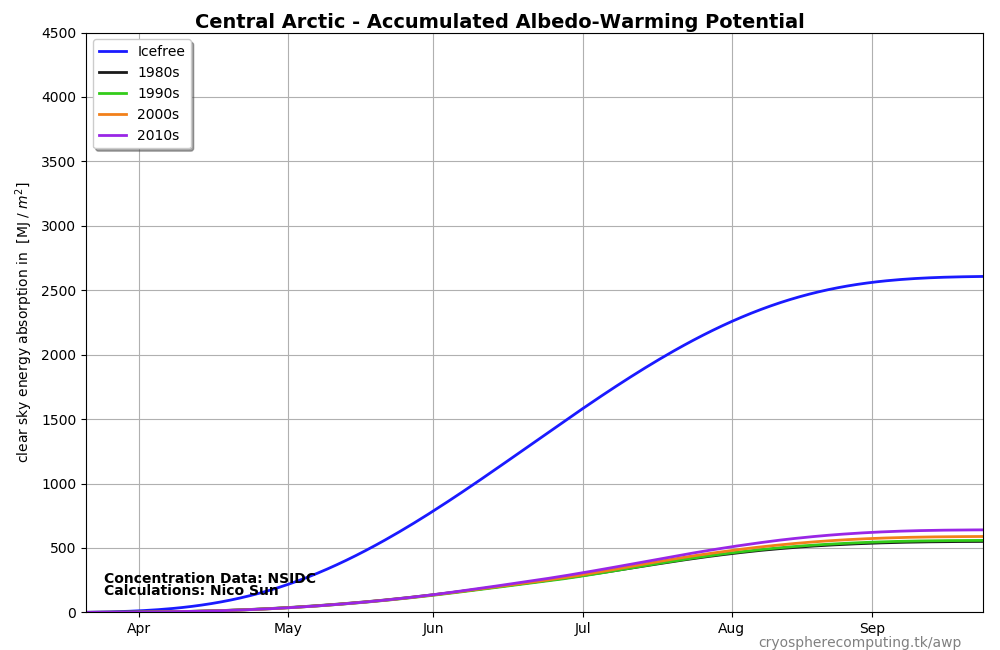 Central Arctic - Accumulated Albedo-Warming Potential
4500
4000
3500
3000
2500
2000
1500
1000
500
0
clear sky energy absorption in [MJ / m²]
Icefree
1980s
1990s
2000s
2010s
Concentration Data: NSIDC
Calculations: Nico Sun
Apr
May
Jun
Jul
Aug
Sep
cryospherecomputing.tk/awp